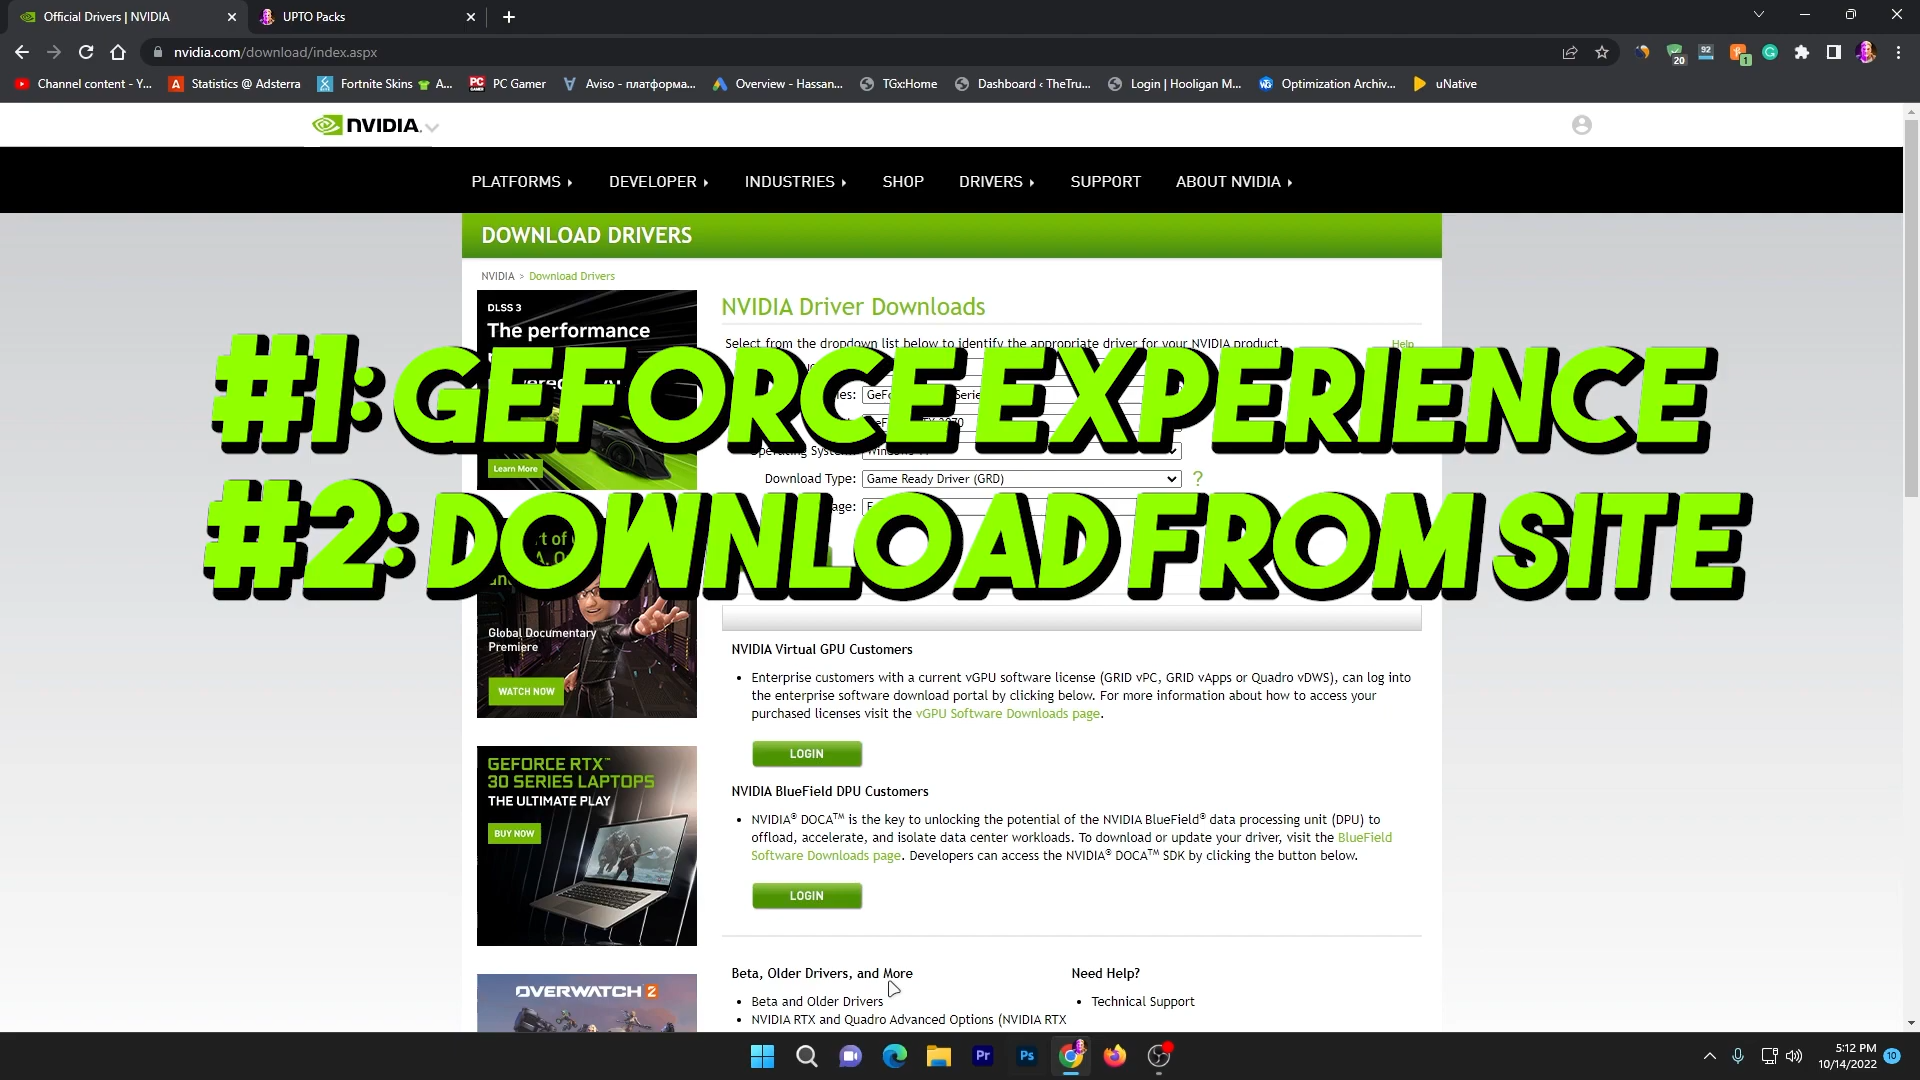 Official Drivers | NVIDIA
UPTO Packs
nvidia.com/download/index.aspx
20
92
1
Channel content - Y...
Statistics @ Adsterra
Fortnite Skins
A...
PC Gamer
Aviso - платформа...
Overview - Hassan...
TGx:Home
Dashboard ‹ TheTru...
Login | Hooligan M...
Optimization Archiv...
uNative
NVIDIA.
PLATFORMS
DEVELOPER
INDUSTRIES
SHOP
DRIVERS
SUPPORT
ABOUT NVIDIA
DOWNLOAD DRIVERS
NVIDIA > Download Drivers
DLSS 3
The performance
Learn More
NVIDIA Driver Downloads
Select from the dropdown list below to identify the appropriate driver for your NVIDIA product.
Help
#1: GEFORCE EXPERIENCE
Download Type: Game Ready Driver (GRD)
?
#2: DOWNLOAD FROM SITE
Global Documentary
Premiere
WATCH NOW
NVIDIA Virtual GPU Customers
• Enterprise customers with a current vGPU software license (GRID vPC, GRID vApps or Quadro vDWS), can log into
the enterprise software download portal by clicking below. For more information about how to access your
purchased licenses visit the vGPU Software Downloads page.
LOGIN
GEFORCE RTX™
30 SERIES LAPTOPS
THE ULTIMATE PLAY
BUY NOW
NVIDIA BlueField DPU Customers
• NVIDIA® DOCA™ is the key to unlocking the potential of the NVIDIA BlueField® data processing unit (DPU) to
offload, accelerate, and isolate data center workloads. To download or update your driver, visit the BlueField
Software Downloads page. Developers can access the NVIDIA® DOCA™ SDK by clicking the button below.
LOGIN
OVERWATCH 2
Beta, Older Drivers, and More
• Beta and Older Drivers
• NVIDIA RTX and Quadro Advanced Options (NVIDIA RTX
Need Help?
• Technical Support
Pr
Ps
5:12 PM
10/14/2022
10